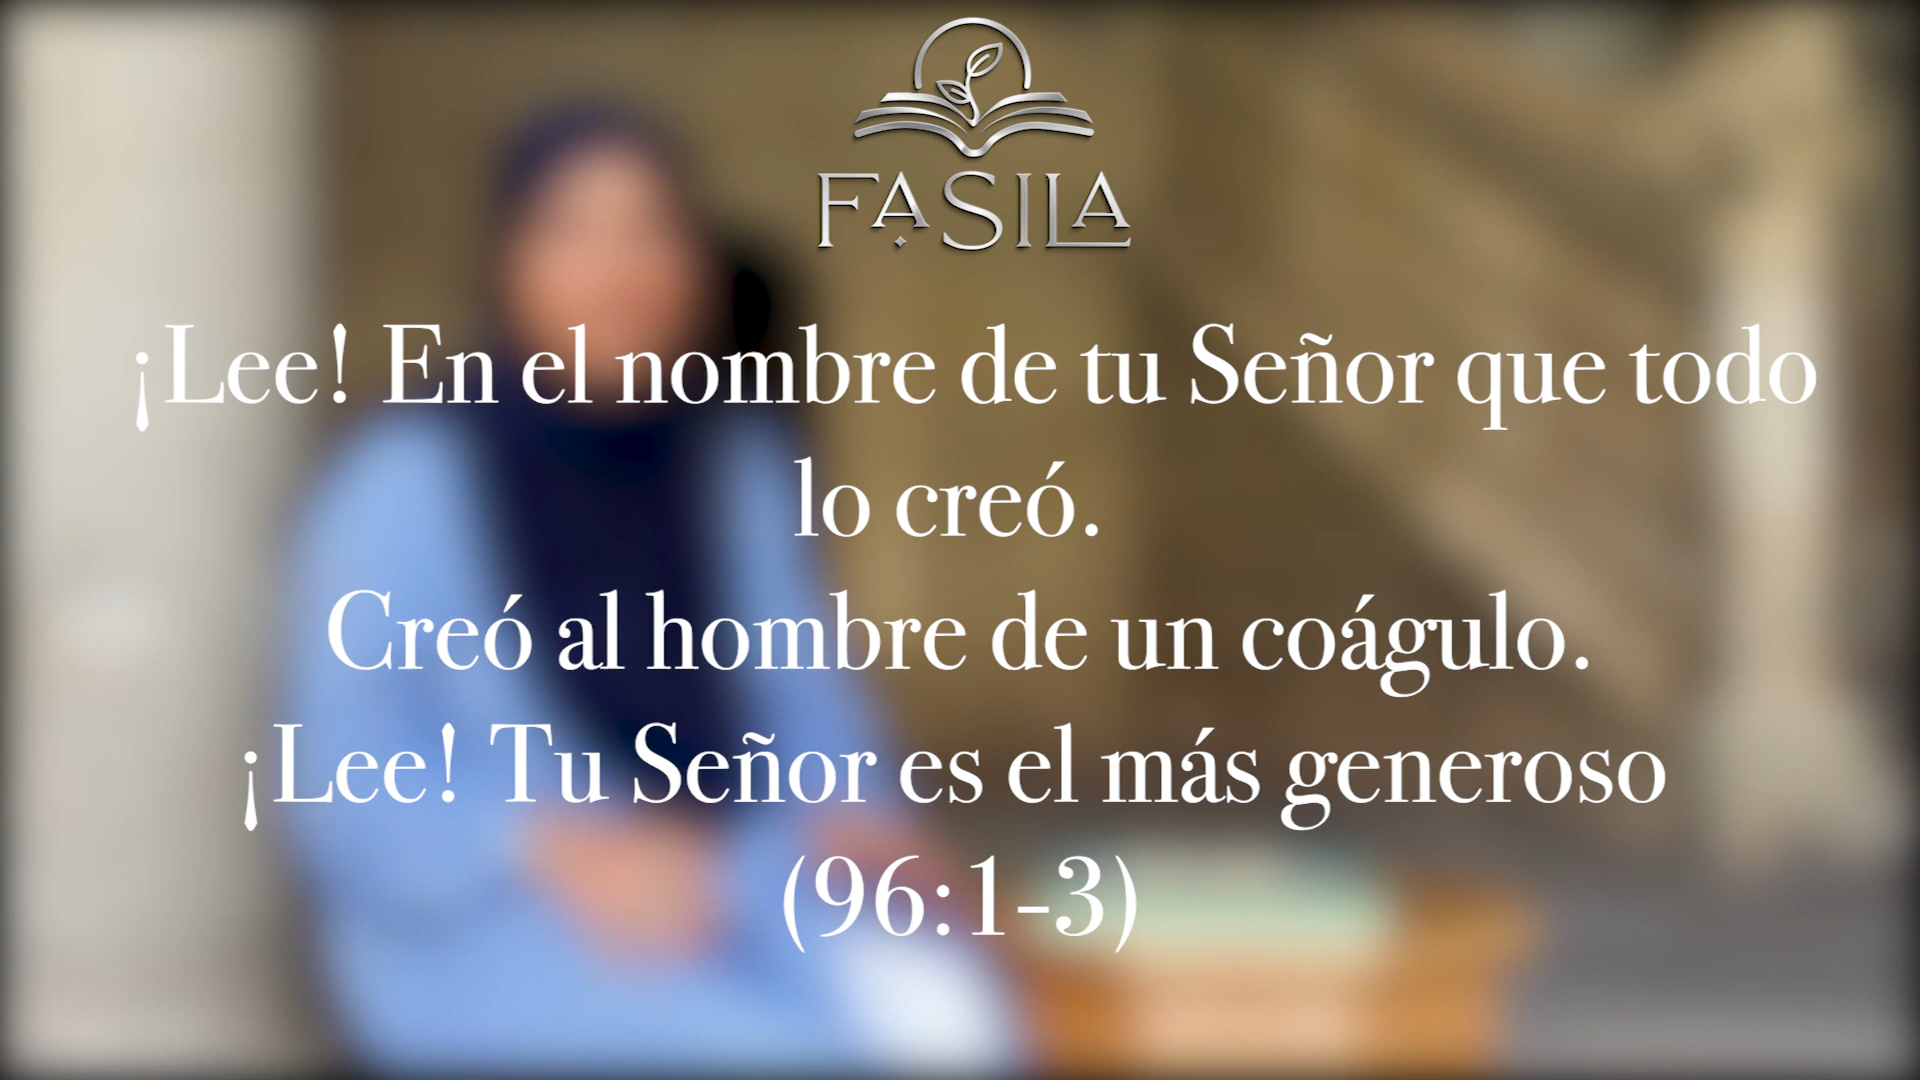 FASILA
¡Lee! En el nombre de tu Señor que todo
lo creó.
Creó al hombre de un coágulo.
¡Lee! Tu Señor es el más generoso
(96:1-3)